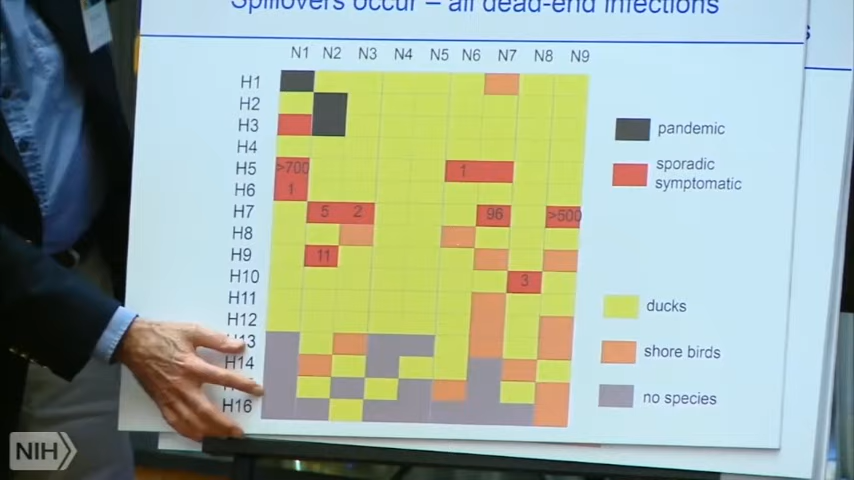 Spillovers occur – all dead-end infections
N1 N2 N3 N4 N5 N6 N7 N8 N9
H1
H2
H3
H4
H5 >700 1
H6 1
H7 5 2 96 >500
H8
H9 11
H10 3
H11
H12
H14
H16
pandemic
sporadic
symptomatic
ducks
shore birds
no species
NIH